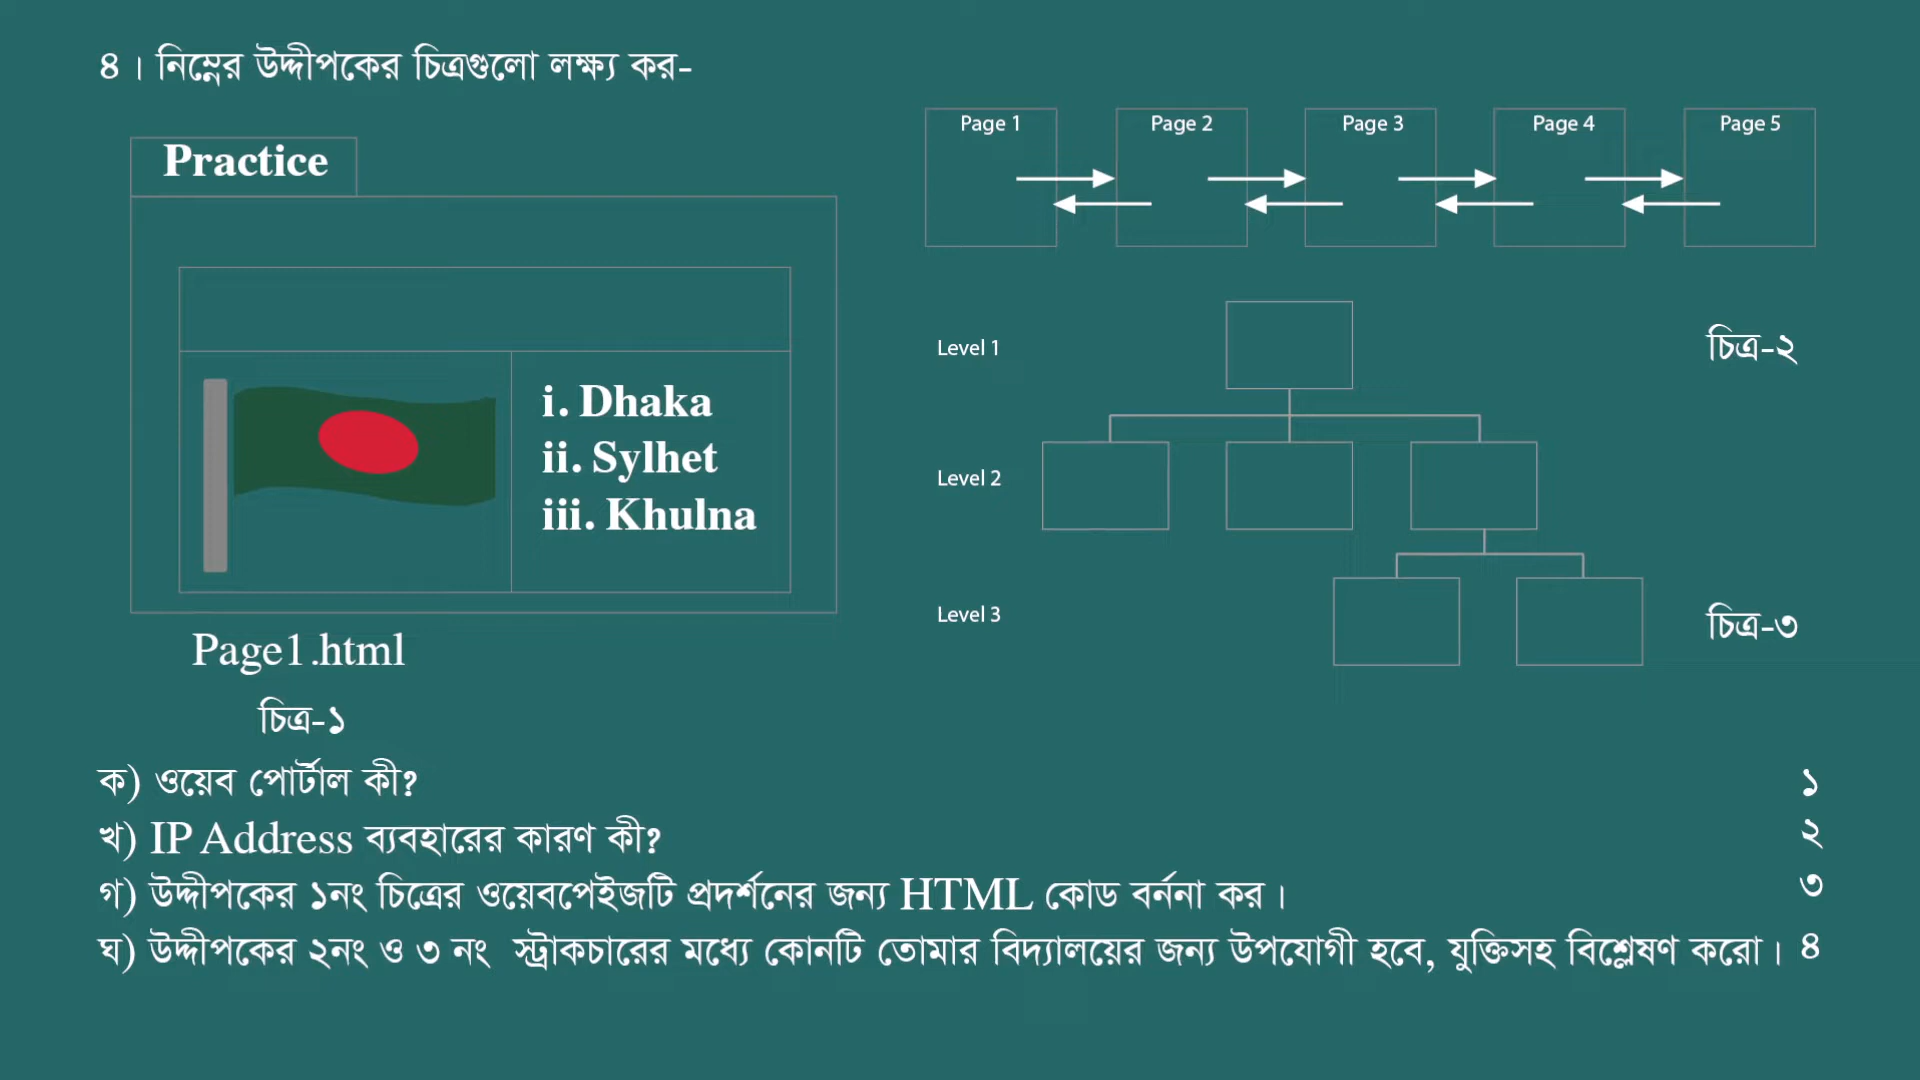 ৪। নিম্নের উদ্দীপকের চিত্রগুলো লক্ষ্য কর-
Practice
i. Dhaka
ii. Sylhet
iii. Khulna
Page1.html
চিত্র-১
Page 1 Page 2 Page 3 Page 4 Page 5
Level 1
চিত্র-২
Level 2
Level 3
চিত্র-৩
ক) ওয়েব পোর্টাল কী? ১
খ) IP Address ব্যবহারের কারণ কী? ২
গ) উদ্দীপকের ১নং চিত্রের ওয়েবপেইজটি প্রদর্শনের জন্য HTML কোড বর্ননা কর। ৩
ঘ) উদ্দীপকের ২নং ও ৩ নং স্ট্রাকচারের মধ্যে কোনটি তোমার বিদ্যালয়ের জন্য উপযোগী হবে, যুক্তিসহ বিশ্লেষণ করো। ৪